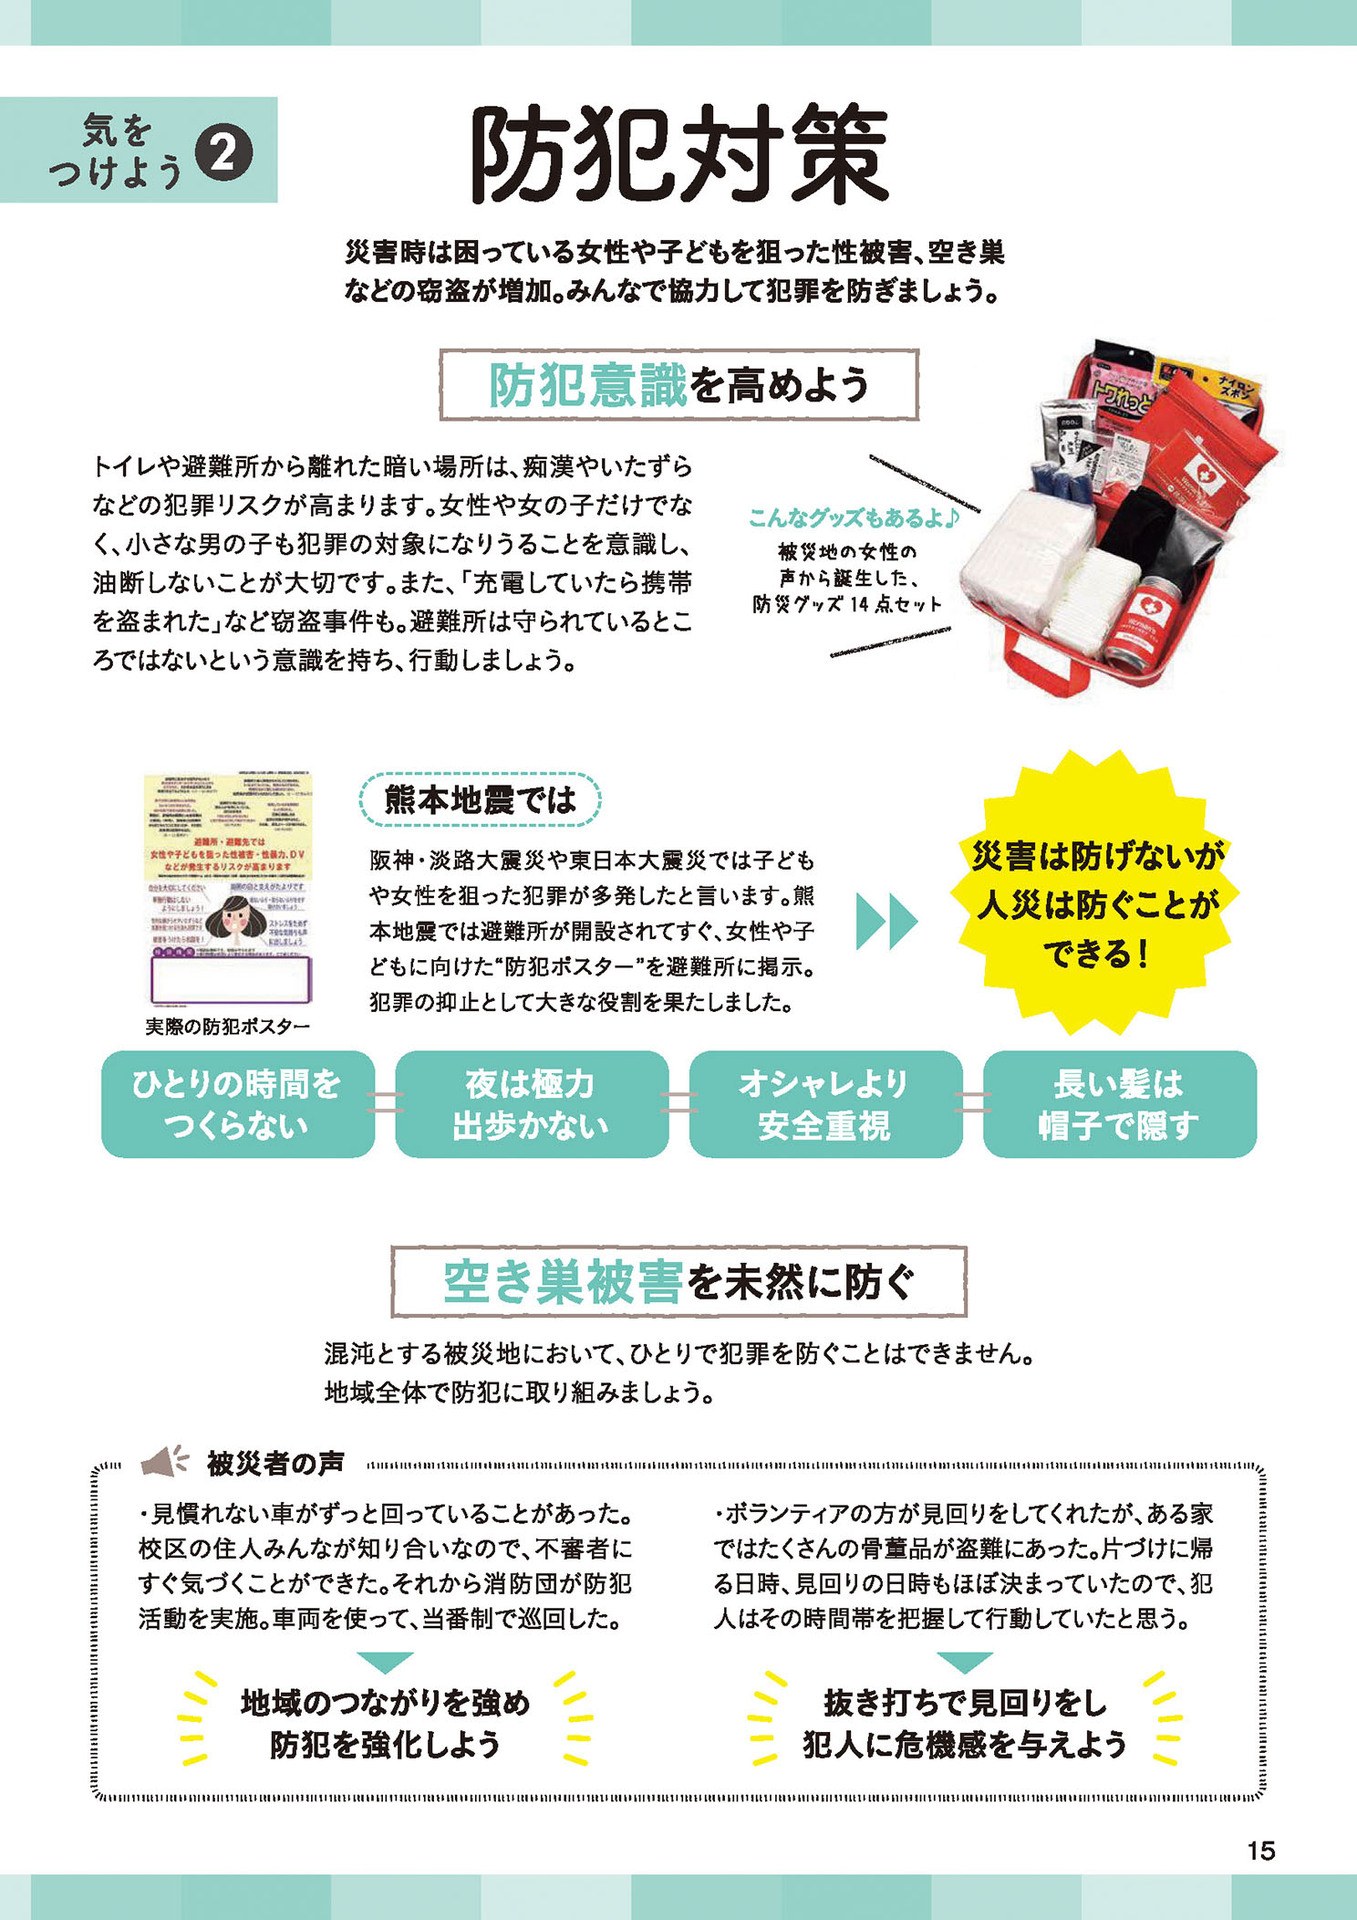 気を
つけよう 2
防犯対策
災害時は困っている女性や子どもを狙った性被害、空き巣
などの窃盗が増加。みんなで協力して犯罪を防ぎましょう。
防犯意識を高めよう
トイレや避難所から離れた暗い場所は、痴漢やいたずら
などの犯罪リスクが高まります。女性や女の子だけでな
く、小さな男の子も犯罪の対象になりうることを意識し、
油断しないことが大切です。また、「充電していたら携帯
を盗まれた」など窃盗事件も。避難所は守られているとこ
ろではないという意識を持ち、行動しましょう。
こんなグッズもあるよ♪
被災地の女性の
声から誕生した、
防災グッズ14点セット
トワれっと
ナイロン
ズボン
避難所・避難先では
女性や子どもを狙った性被害・性暴力、DV
などが発生するリスクが高まります
実際の防犯ポスター
熊本地震では
阪神・淡路大震災や東日本大震災では子ども
や女性を狙った犯罪が多発したと言います。熊
本地震では避難所が開設されてすぐ、女性や子
どもに向けた“防犯ポスター”を避難所に掲示。
犯罪の抑止として大きな役割を果たしました。
災害は防げないが
人災は防ぐことが
できる!
ひとりの時間を
つくらない
夜は極力
出歩かない
オシャレより
安全重視
長い髪は
帽子で隠す
空き巣被害を未然に防ぐ
混沌とする被災地において、ひとりで犯罪を防ぐことはできません。
地域全体で防犯に取り組みましょう。
被災者の声
・見慣れない車がずっと回っていることがあった。
校区の住人みんなが知り合いなので、不審者に
すぐ気づくことができた。それから消防団が防犯
活動を実施。車両を使って、当番制で巡回した。
地域のつながりを強め
防犯を強化しよう
・ボランティアの方が見回りをしてくれたが、ある家
ではたくさんの骨董品が盗難にあった。片づけに帰
る日時、見回りの日時もほぼ決まっていたので、犯
人はその時間帯を把握して行動していたと思う。
抜き打ちで見回りをし
犯人に危機感を与えよう
15